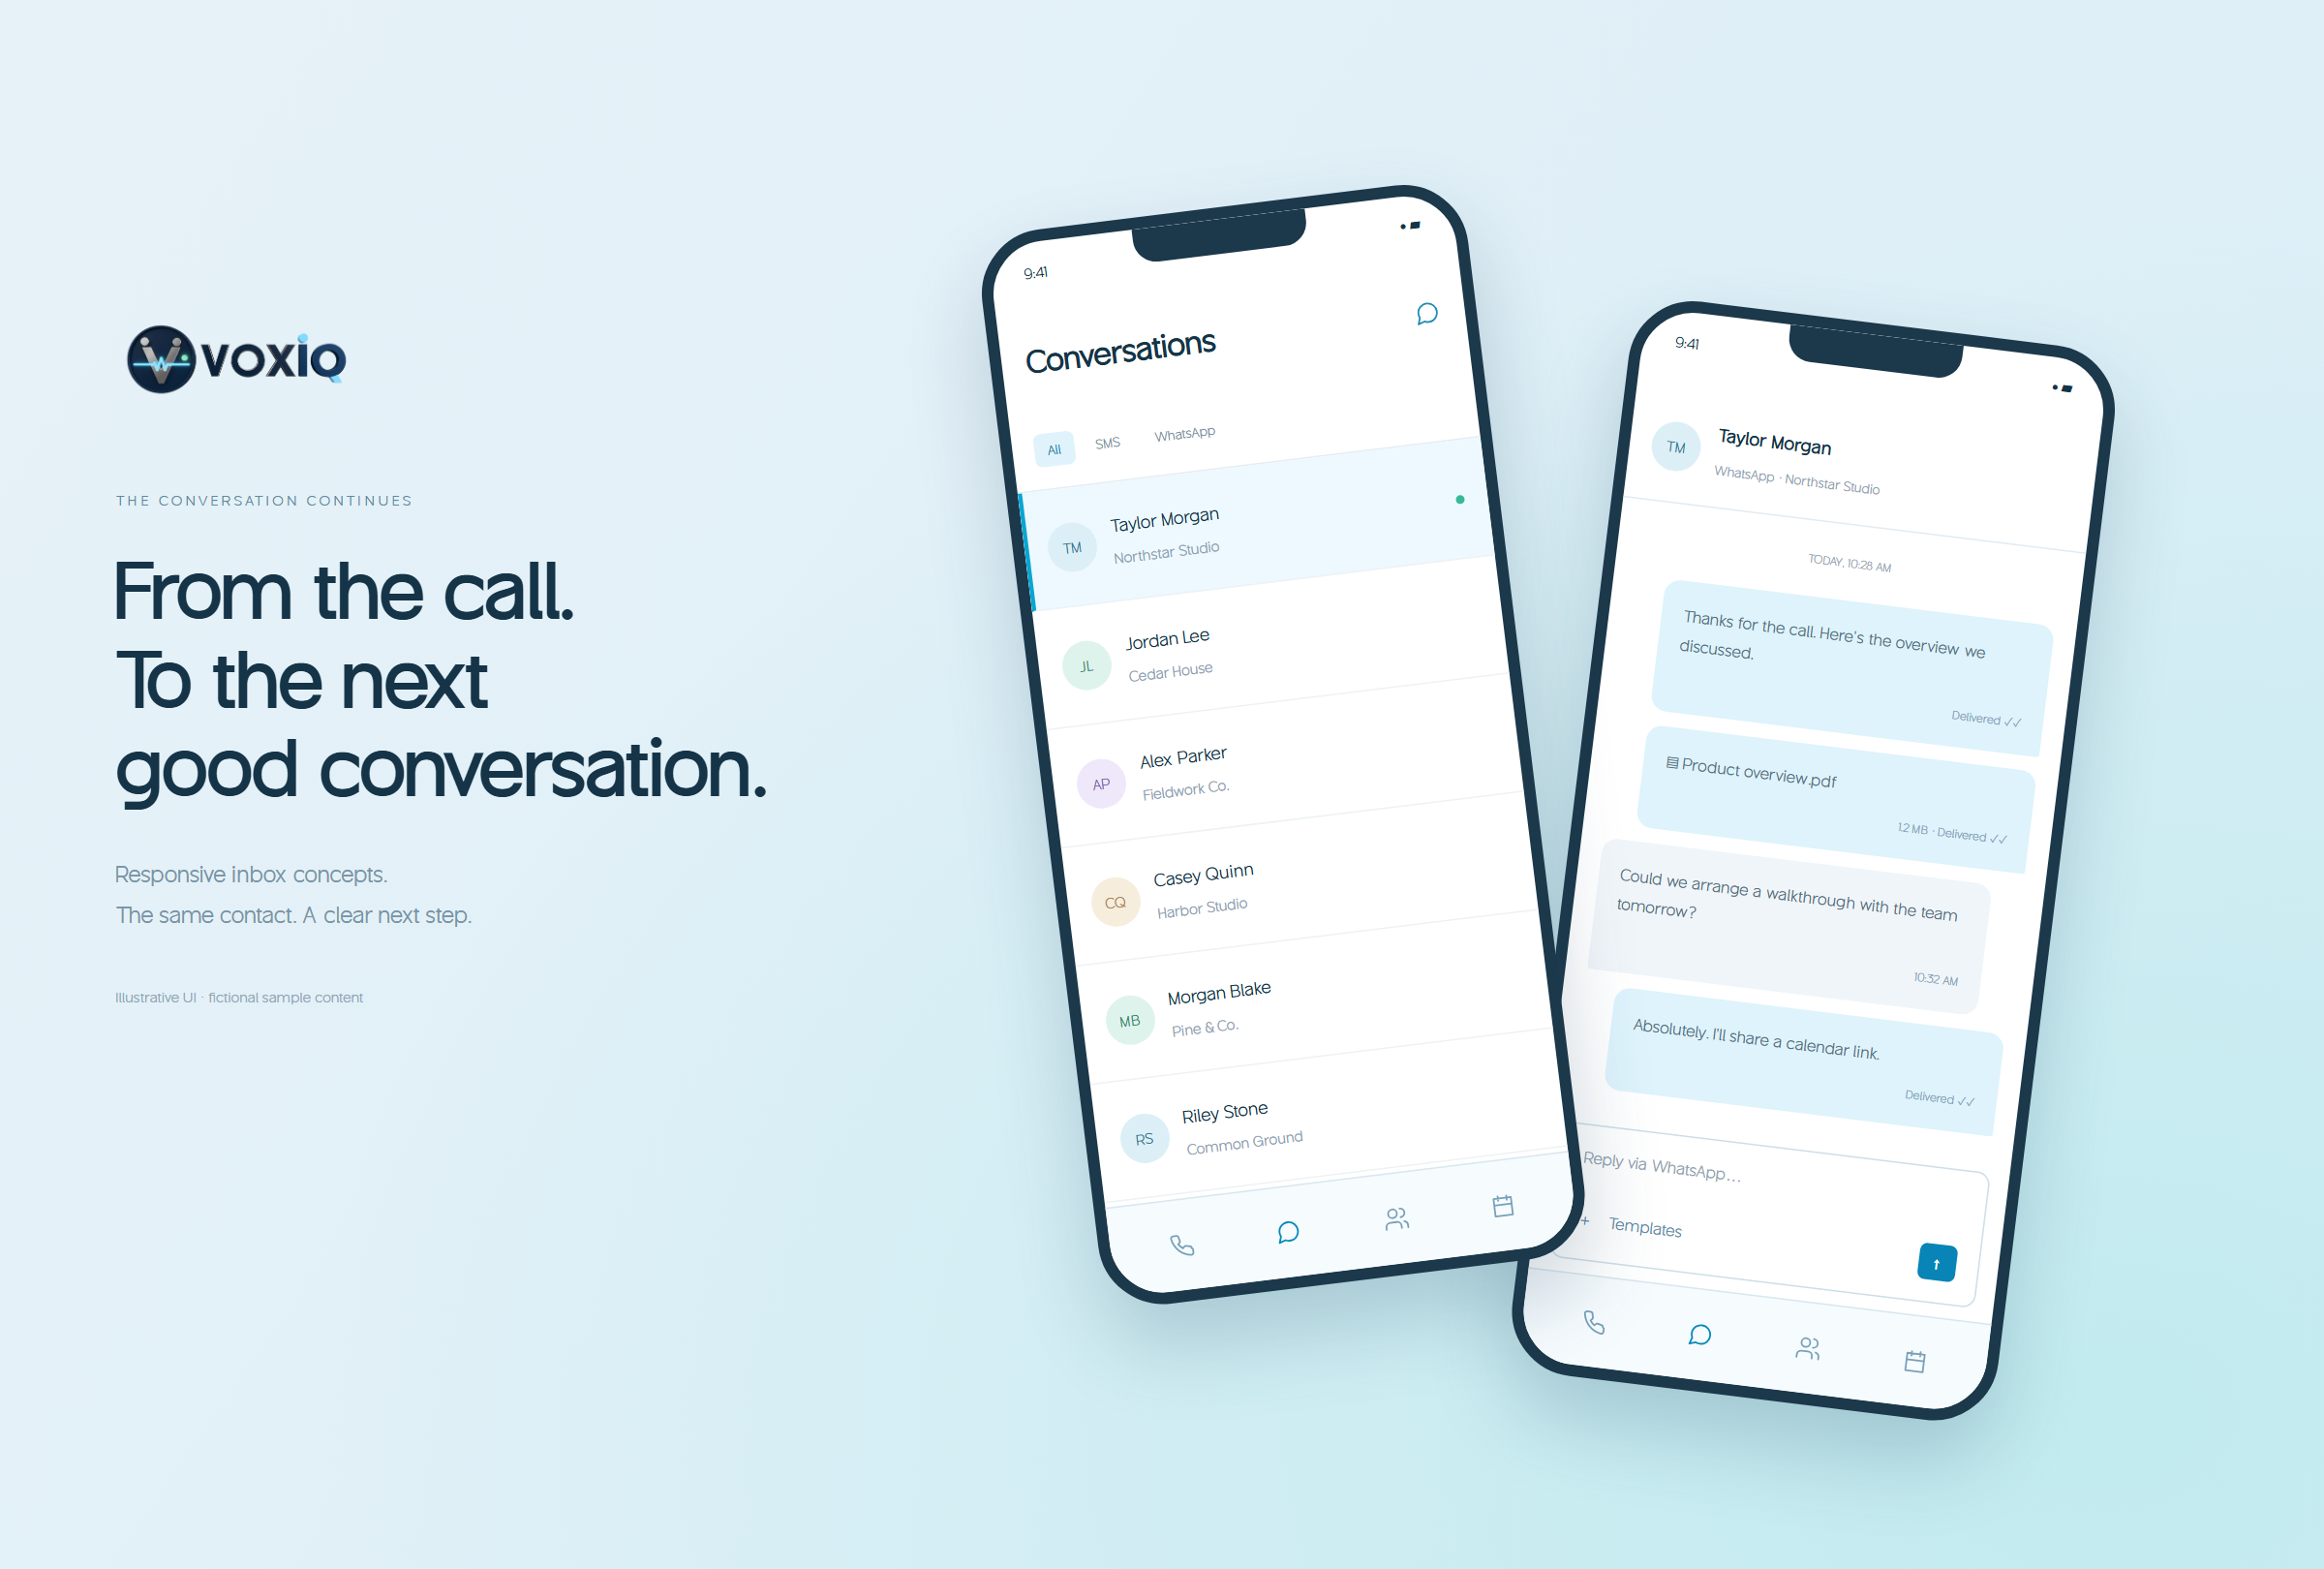 voxiQ
THE CONVERSATION CONTINUES
From the call.
To the next
good conversation.
Responsive inbox concepts.
The same contact. A clear next step.
Illustrative UI · fictional sample content
9:41
Conversations
All
SMS
WhatsApp
TM
Taylor Morgan
Northstar Studio
JL
Jordan Lee
Cedar House
AP
Alex Parker
Fieldwork Co.
CQ
Casey Quinn
Harbor Studio
MB
Morgan Blake
Pine & Co.
RS
Riley Stone
Common Ground
9:41
TM
Taylor Morgan
WhatsApp · Northstar Studio
TODAY, 10:28 AM
Thanks for the call. Here's the overview we
discussed.
Delivered ✓✓
Product overview.pdf
1.2 MB · Delivered ✓✓
Could we arrange a walkthrough with the team
tomorrow?
10:32 AM
Absolutely. I'll share a calendar link.
Delivered ✓✓
Reply via WhatsApp…
+ Templates
↑